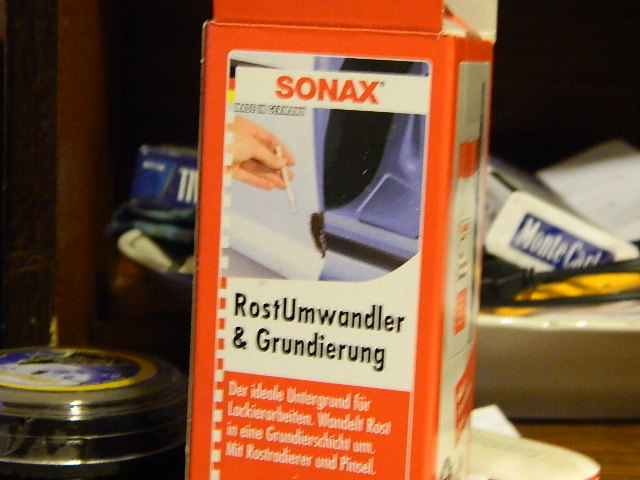 SONAX
MADE IN GERMANY
RostUmwandler
& Grundierung
Der ideale Untergrund für
Lackierarbeiten. Wandelt Rost
in eine Grundierschicht um.
Mit Rostradierer und Pinsel.
Monte Carl